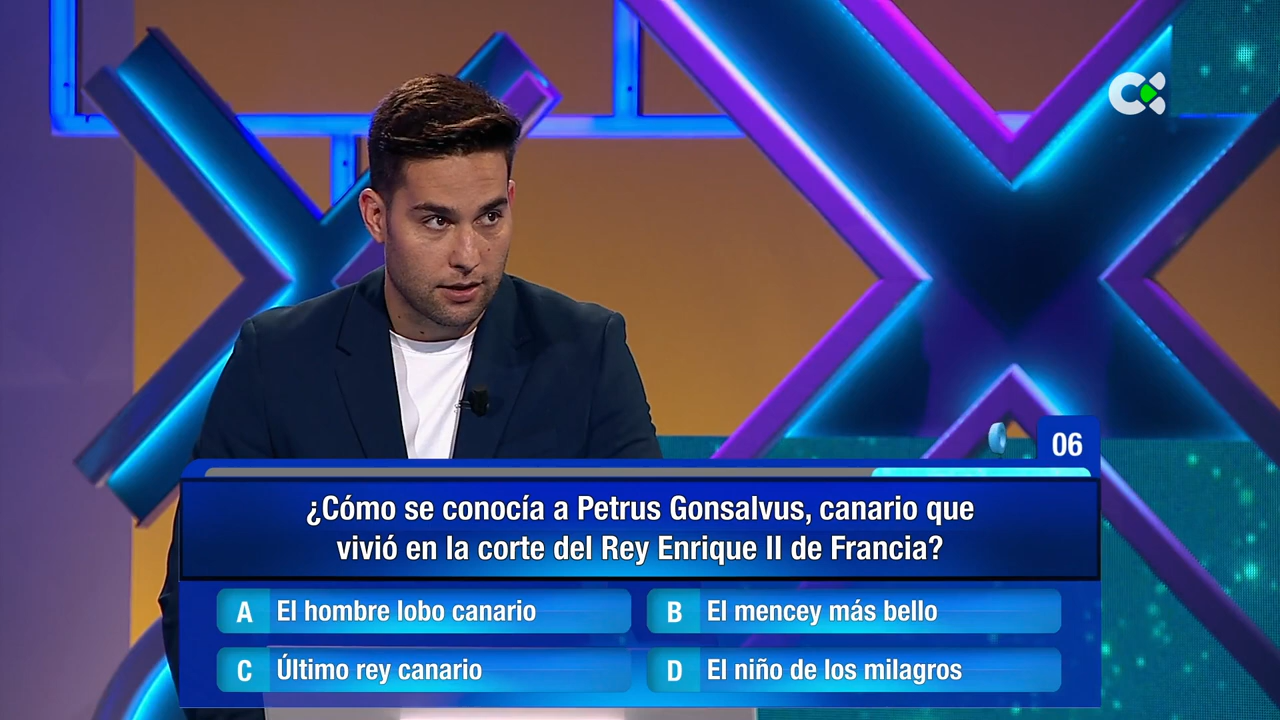 06
¿Cómo se conocía a Petrus Gonsalvus, canario que
vivió en la corte del Rey Enrique II de Francia?
A El hombre lobo canario
B El mencey más bello
C Último rey canario
D El niño de los milagros